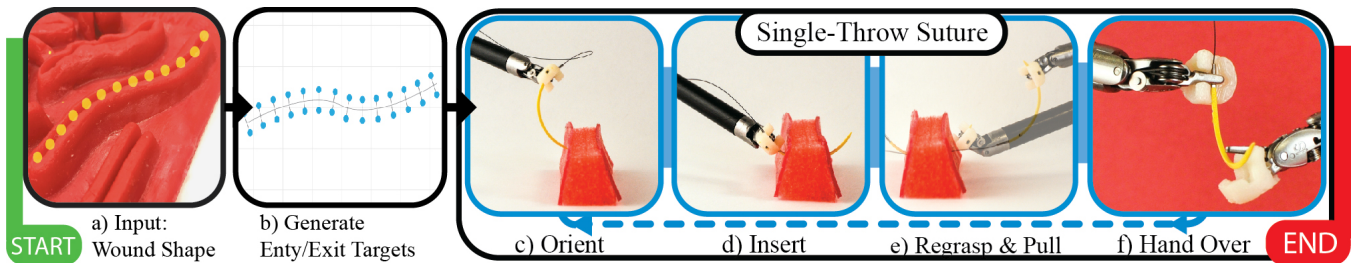 Single-Throw Suture
a) Input:
Wound Shape
b) Generate
Enty/Exit Targets
c) Orient
d) Insert
e) Regrasp & Pull
f) Hand Over
START
END